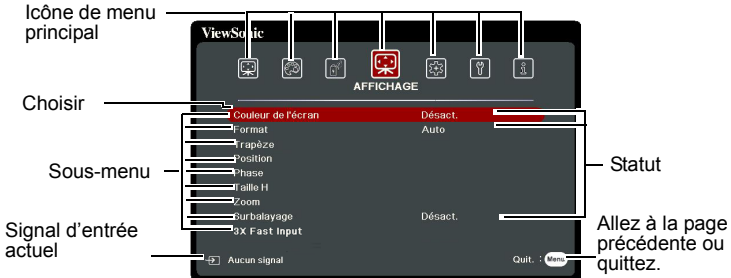 Icône de menu
principal
ViewSonic
AFFICHAGE
Choisir
Couleur de l'écran Désact.
Format Auto
Trapèze
Position
Phase
Taille H
Zoom
Surbalayage Désact.
3X Fast Input
Sous-menu
Statut
Signal d'entrée
actuel
Aucun signal
Quit. : Menu
Allez à la page
précédente ou
quittez.